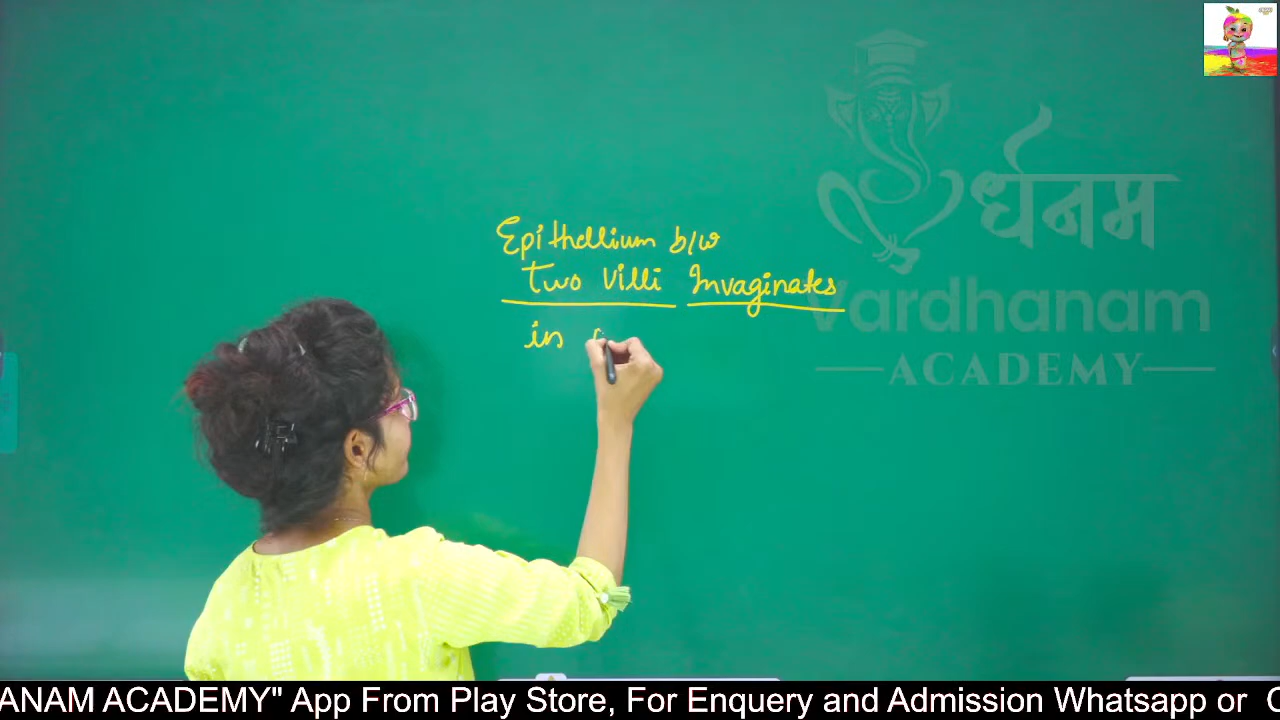 Epithellium b/w
Two Villi Invaginates
in
र्धनम
Vardhanam
ACADEMY
ANAM ACADEMY" App From Play Store, For Enquery and Admission Whatsapp or